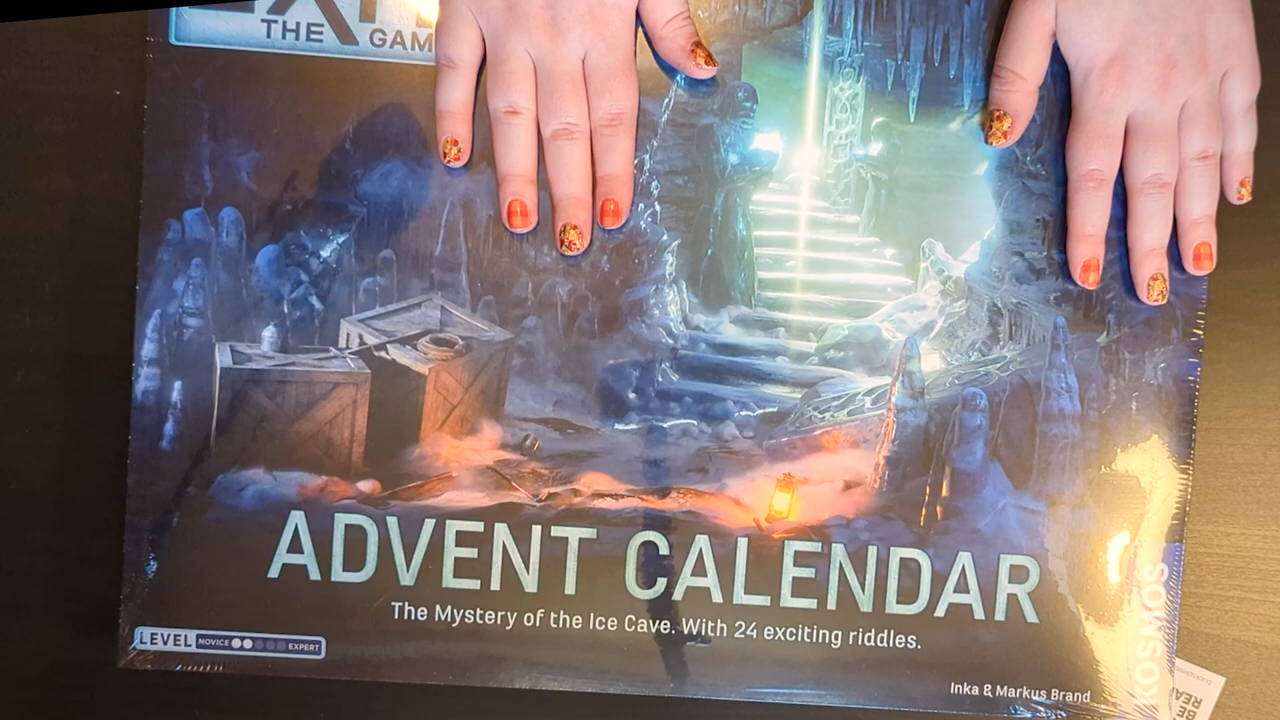 THE GAM
ADVENT CALENDAR
The Mystery of the Ice Cave. With 24 exciting riddles.
LEVEL NOVICE EXPERT
Inka & Markus Brand
KOSMOS